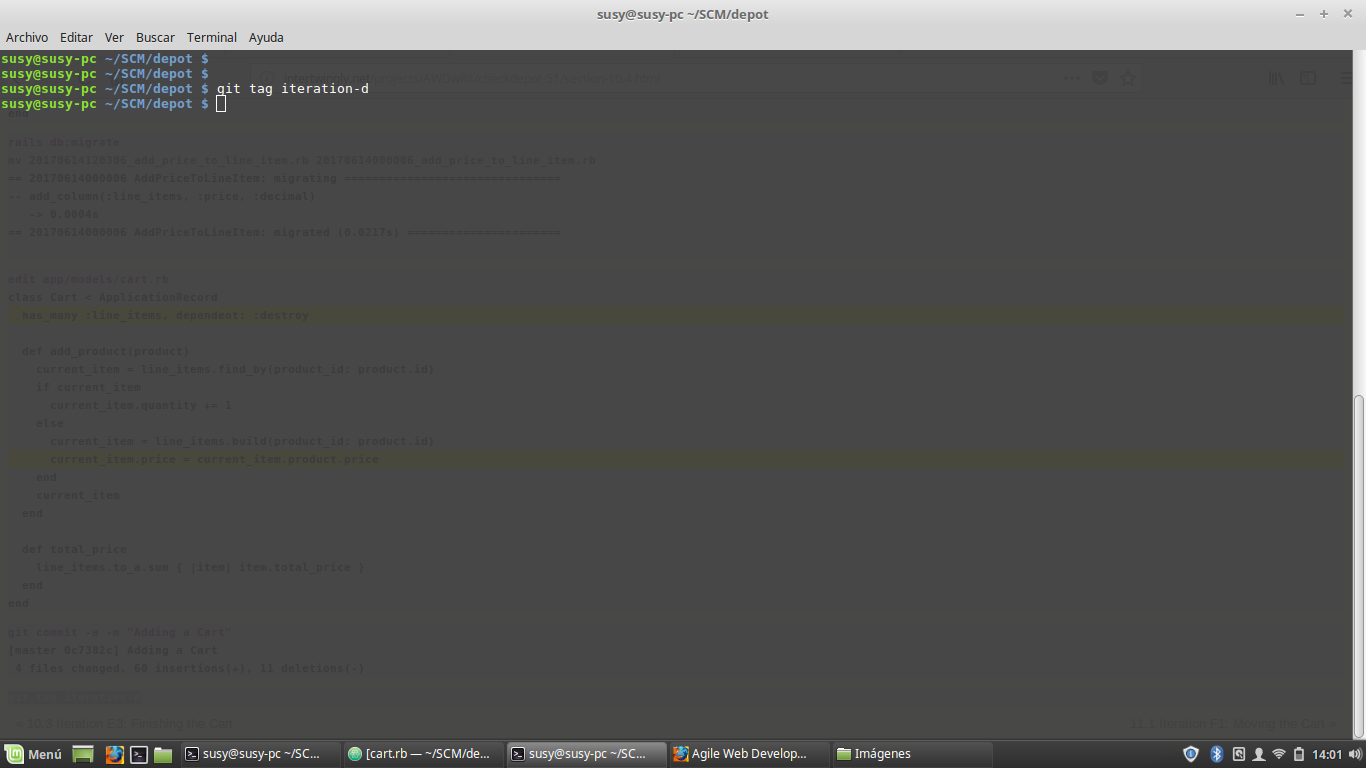 susy@susy-pc ~/SCM/depot
Archivo Editar Ver Buscar Terminal Ayuda
susy@susy-pc ~/SCM/depot $
susy@susy-pc ~/SCM/depot $
susy@susy-pc ~/SCM/depot $ git tag iteration-d
susy@susy-pc ~/SCM/depot $
end
rails db:migrate
== 20170614000006 AddPriceToLineItem: migrating ==============================
-- add_column(:line_items, :price, :decimal)
-> 0.0004s
== 20170614000006 AddPriceToLineItem: migrated (0.0217s) ======================
edit app/models/cart.rb
class Cart < ApplicationRecord
has_many :line_items, dependent: :destroy
def add_product(product)
current_item = line_items.find_by(product_id: product.id)
if current_item
current_item.quantity += 1
else
current_item = line_items.build(product_id: product.id)
current_item.price = current_item.product.price
end
current_item
end
def total_price
line_items.to_a.sum { |item| item.total_price }
end
end
git commit -a -m "Adding a Cart"
[master 0c7382c] Adding a Cart
4 files changed, 60 insertions(+), 11 deletions(-)
< 10.3 Iteration E3: Finishing the Cart
11.1 Iteration F1: Moving the Cart >
Menú
susy@susy-pc ~/SC...
[cart.rb — ~/SCM/de...
susy@susy-pc ~/SC...
Agile Web Develop...
Imágenes
14:01